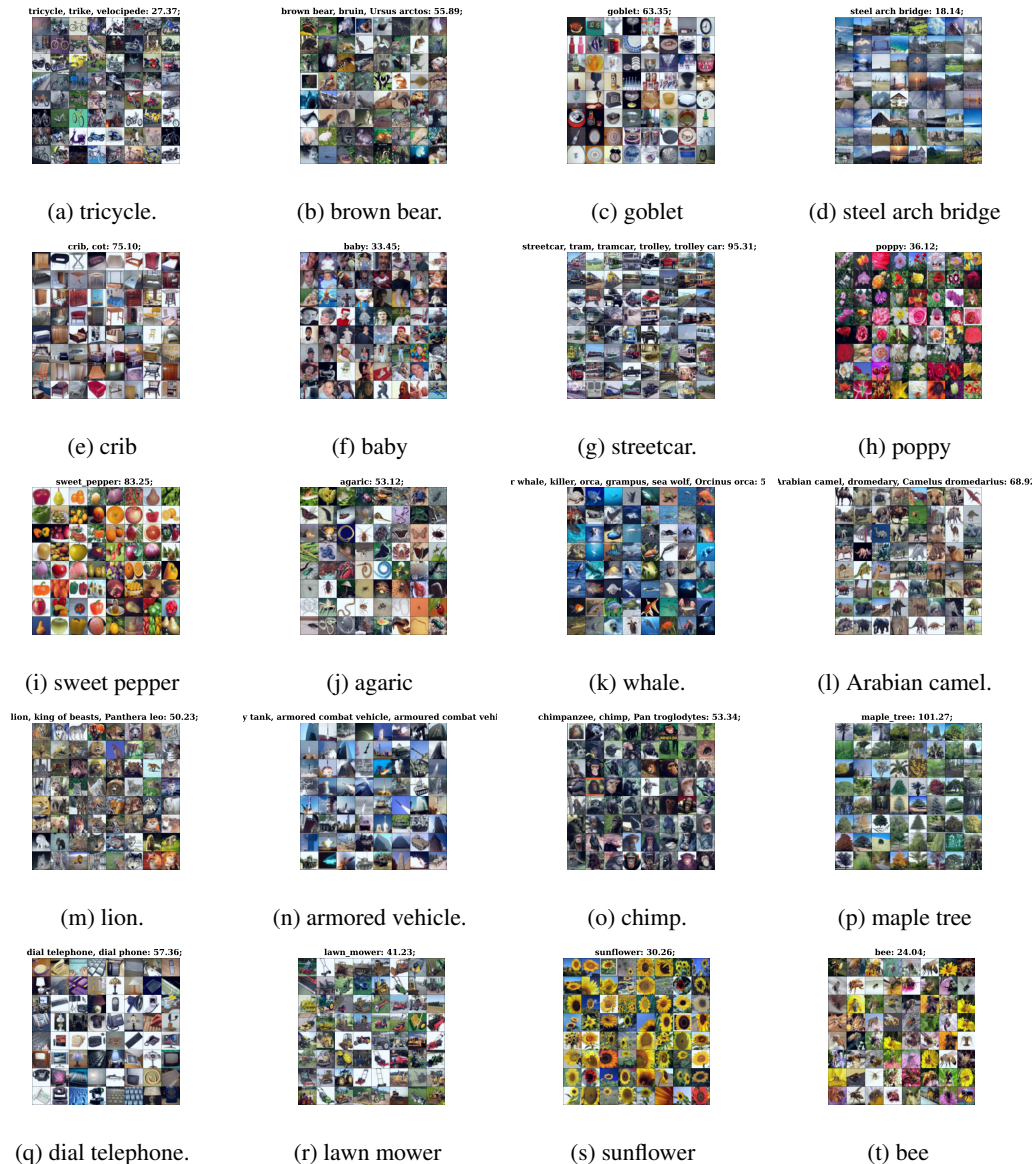 tricycle, trike, velocipede: 27.37;
brown bear, bruin, Ursus arctos: 55.89;
goblet: 63.35;
steel arch bridge: 18.14;
(a) tricycle.
(b) brown bear.
(c) goblet
(d) steel arch bridge
crib, cot: 75.10;
baby: 33.45;
streetcar, tram, tramcar, trolley, trolley car: 95.31;
poppy: 36.12;
(e) crib
(f) baby
(g) streetcar.
(h) poppy
sweet_pepper: 83.25;
agaric: 53.12;
r whale, killer, orca, grampus, sea wolf, Orcinus orca: 5
Arabian camel, dromedary, Camelus dromedarius: 68.92
(i) sweet pepper
(j) agaric
(k) whale.
(l) Arabian camel.
lion, king of beasts, Panthera leo: 50.23;
y tank, armored combat vehicle, armoured combat vehi
chimpanzee, chimp, Pan troglodytes: 53.34;
maple_tree: 101.27;
(m) lion.
(n) armored vehicle.
(o) chimp.
(p) maple tree
dial telephone, dial phone: 57.36;
lawn_mower: 41.23;
sunflower: 30.26;
bee: 24.04;
(q) dial telephone.
(r) lawn mower
(s) sunflower
(t) bee